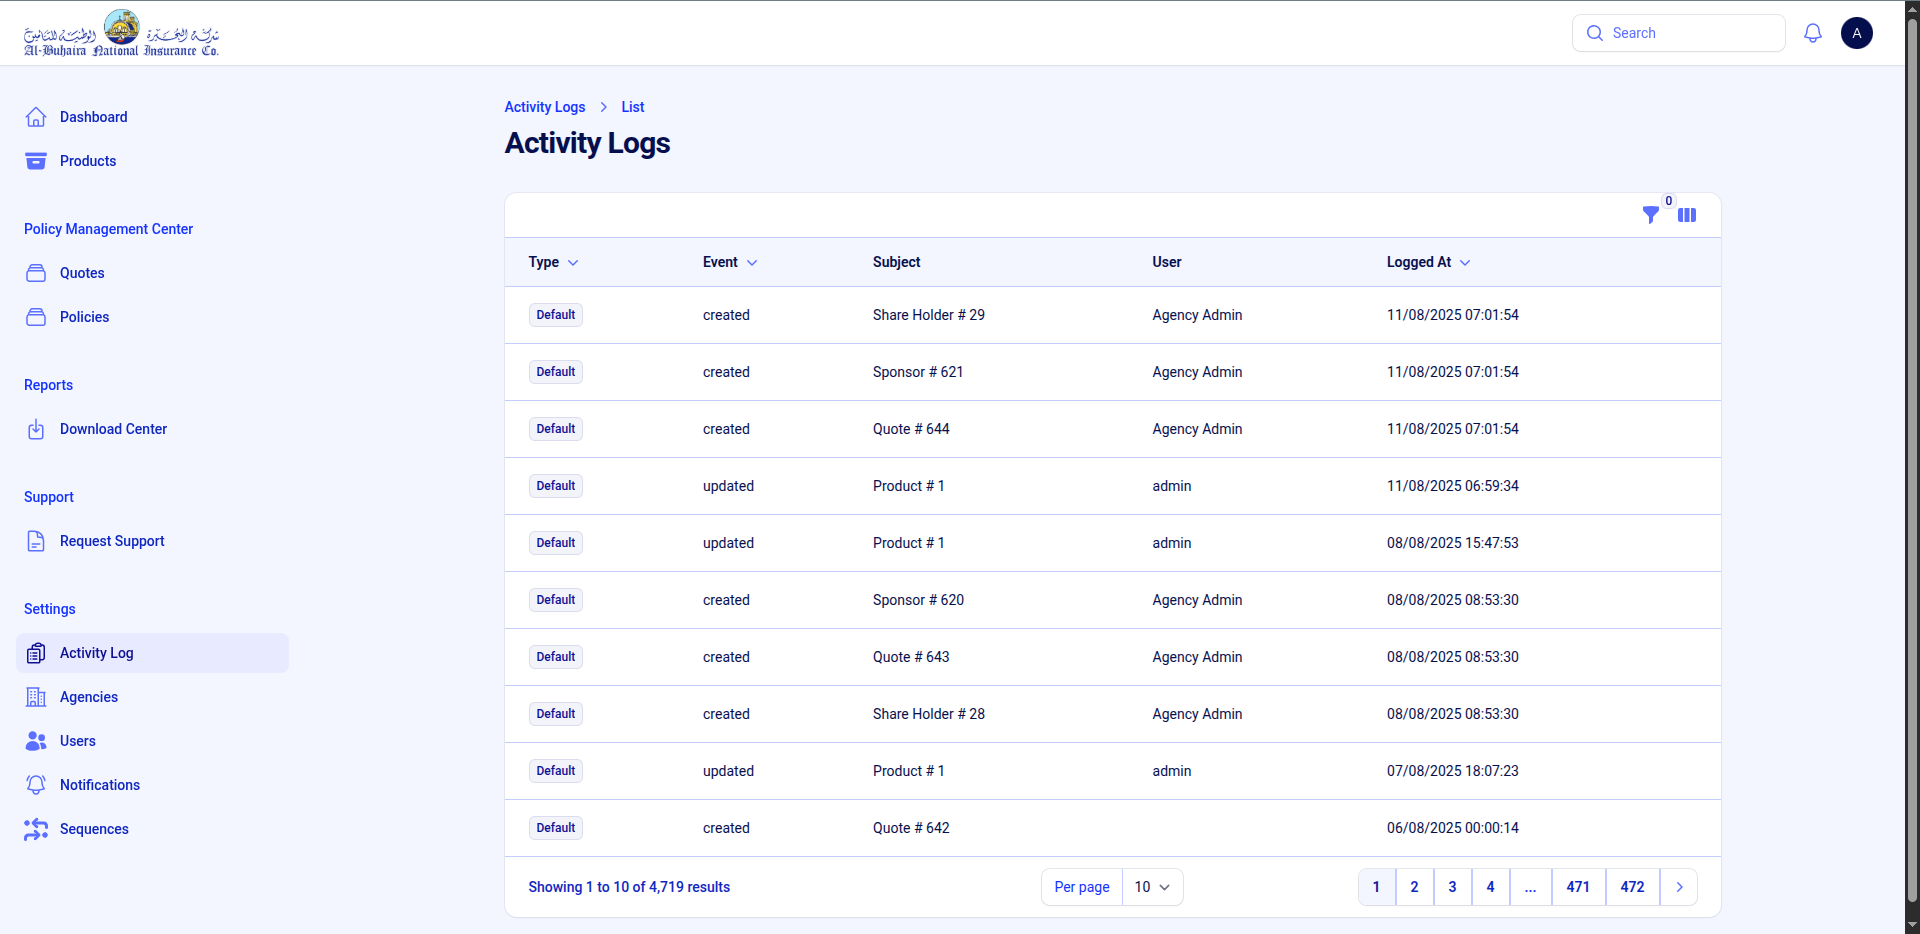 Al-Buhaira National Insurance Co.
Search
A
Dashboard
Products
Policy Management Center
Quotes
Policies
Reports
Download Center
Support
Request Support
Settings
Activity Log
Agencies
Users
Notifications
Sequences
Activity Logs > List
Activity Logs
0
Type Event Subject User Logged At
Default created Share Holder # 29 Agency Admin 11/08/2025 07:01:54
Default created Sponsor # 621 Agency Admin 11/08/2025 07:01:54
Default created Quote # 644 Agency Admin 11/08/2025 07:01:54
Default updated Product # 1 admin 11/08/2025 06:59:34
Default updated Product # 1 admin 08/08/2025 15:47:53
Default created Sponsor # 620 Agency Admin 08/08/2025 08:53:30
Default created Quote # 643 Agency Admin 08/08/2025 08:53:30
Default created Share Holder # 28 Agency Admin 08/08/2025 08:53:30
Default updated Product # 1 admin 07/08/2025 18:07:23
Default created Quote # 642 06/08/2025 00:00:14
Showing 1 to 10 of 4,719 results Per page 10 1 2 3 4 ... 471 472